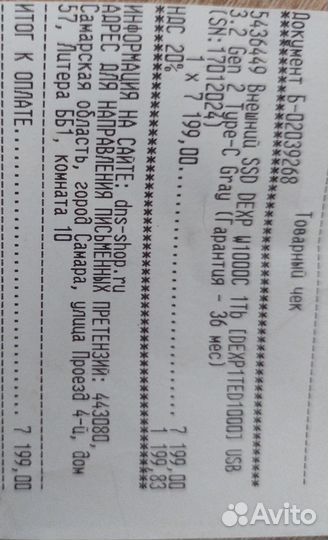 Товарный чек
Документ Б-02039268
********************************
5436449 Внешний SSD DEXP W1000C 1Tb [DEXP1TED1000] USB
3.2 Gen 2 Type-C Gray (Гарантия - 36 мес)
(SN:17012024)
1 x 7 199,00.................... 7 199,00
НДС 20% 1 199,83
********************************
ИНФОРМАЦИЯ НА САЙТЕ: dns-shop.ru
АДРЕС ДЛЯ НАПРАВЛЕНИЯ ПИСЬМЕННЫХ ПРЕТЕНЗИЙ: 443080,
Самарская область, город Самара, улица Проезд 4-й, дом
57, Литера ББ1, комната 10
--------------------------------
ИТОГ К ОПЛАТЕ.................... 7 199,00
Avito